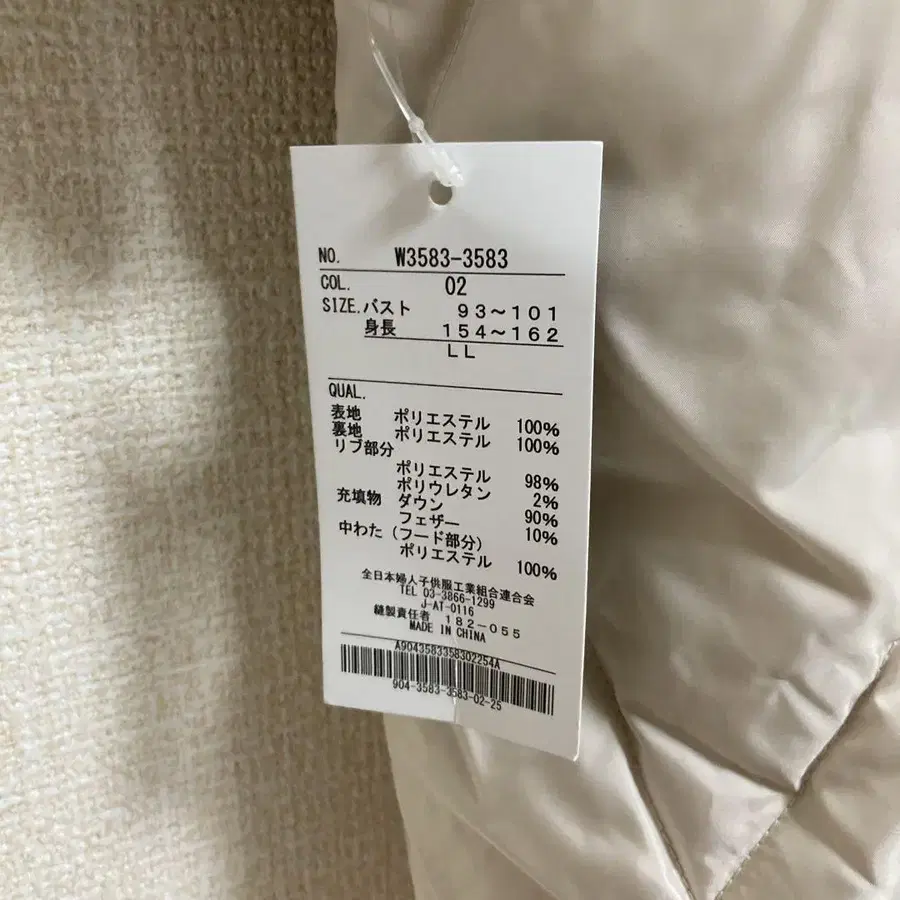 NO. W3583-3583
COL. 02
SIZE.バスト 93～101
身長 154～162
LL
QUAL.
表地 ポリエステル 100%
裏地 ポリエステル 100%
リブ部分
ポリエステル 98%
ポリウレタン 2%
充填物 ダウン 90%
フェザー 10%
中わた（フード部分）
ポリエステル 100%
全日本婦人子供服工業組合連合会
TEL 03-3866-1299
J-AT-0116
縫製責任者 182-055
MADE IN CHINA
A9043583358302254A
904-3583-3583-02-25